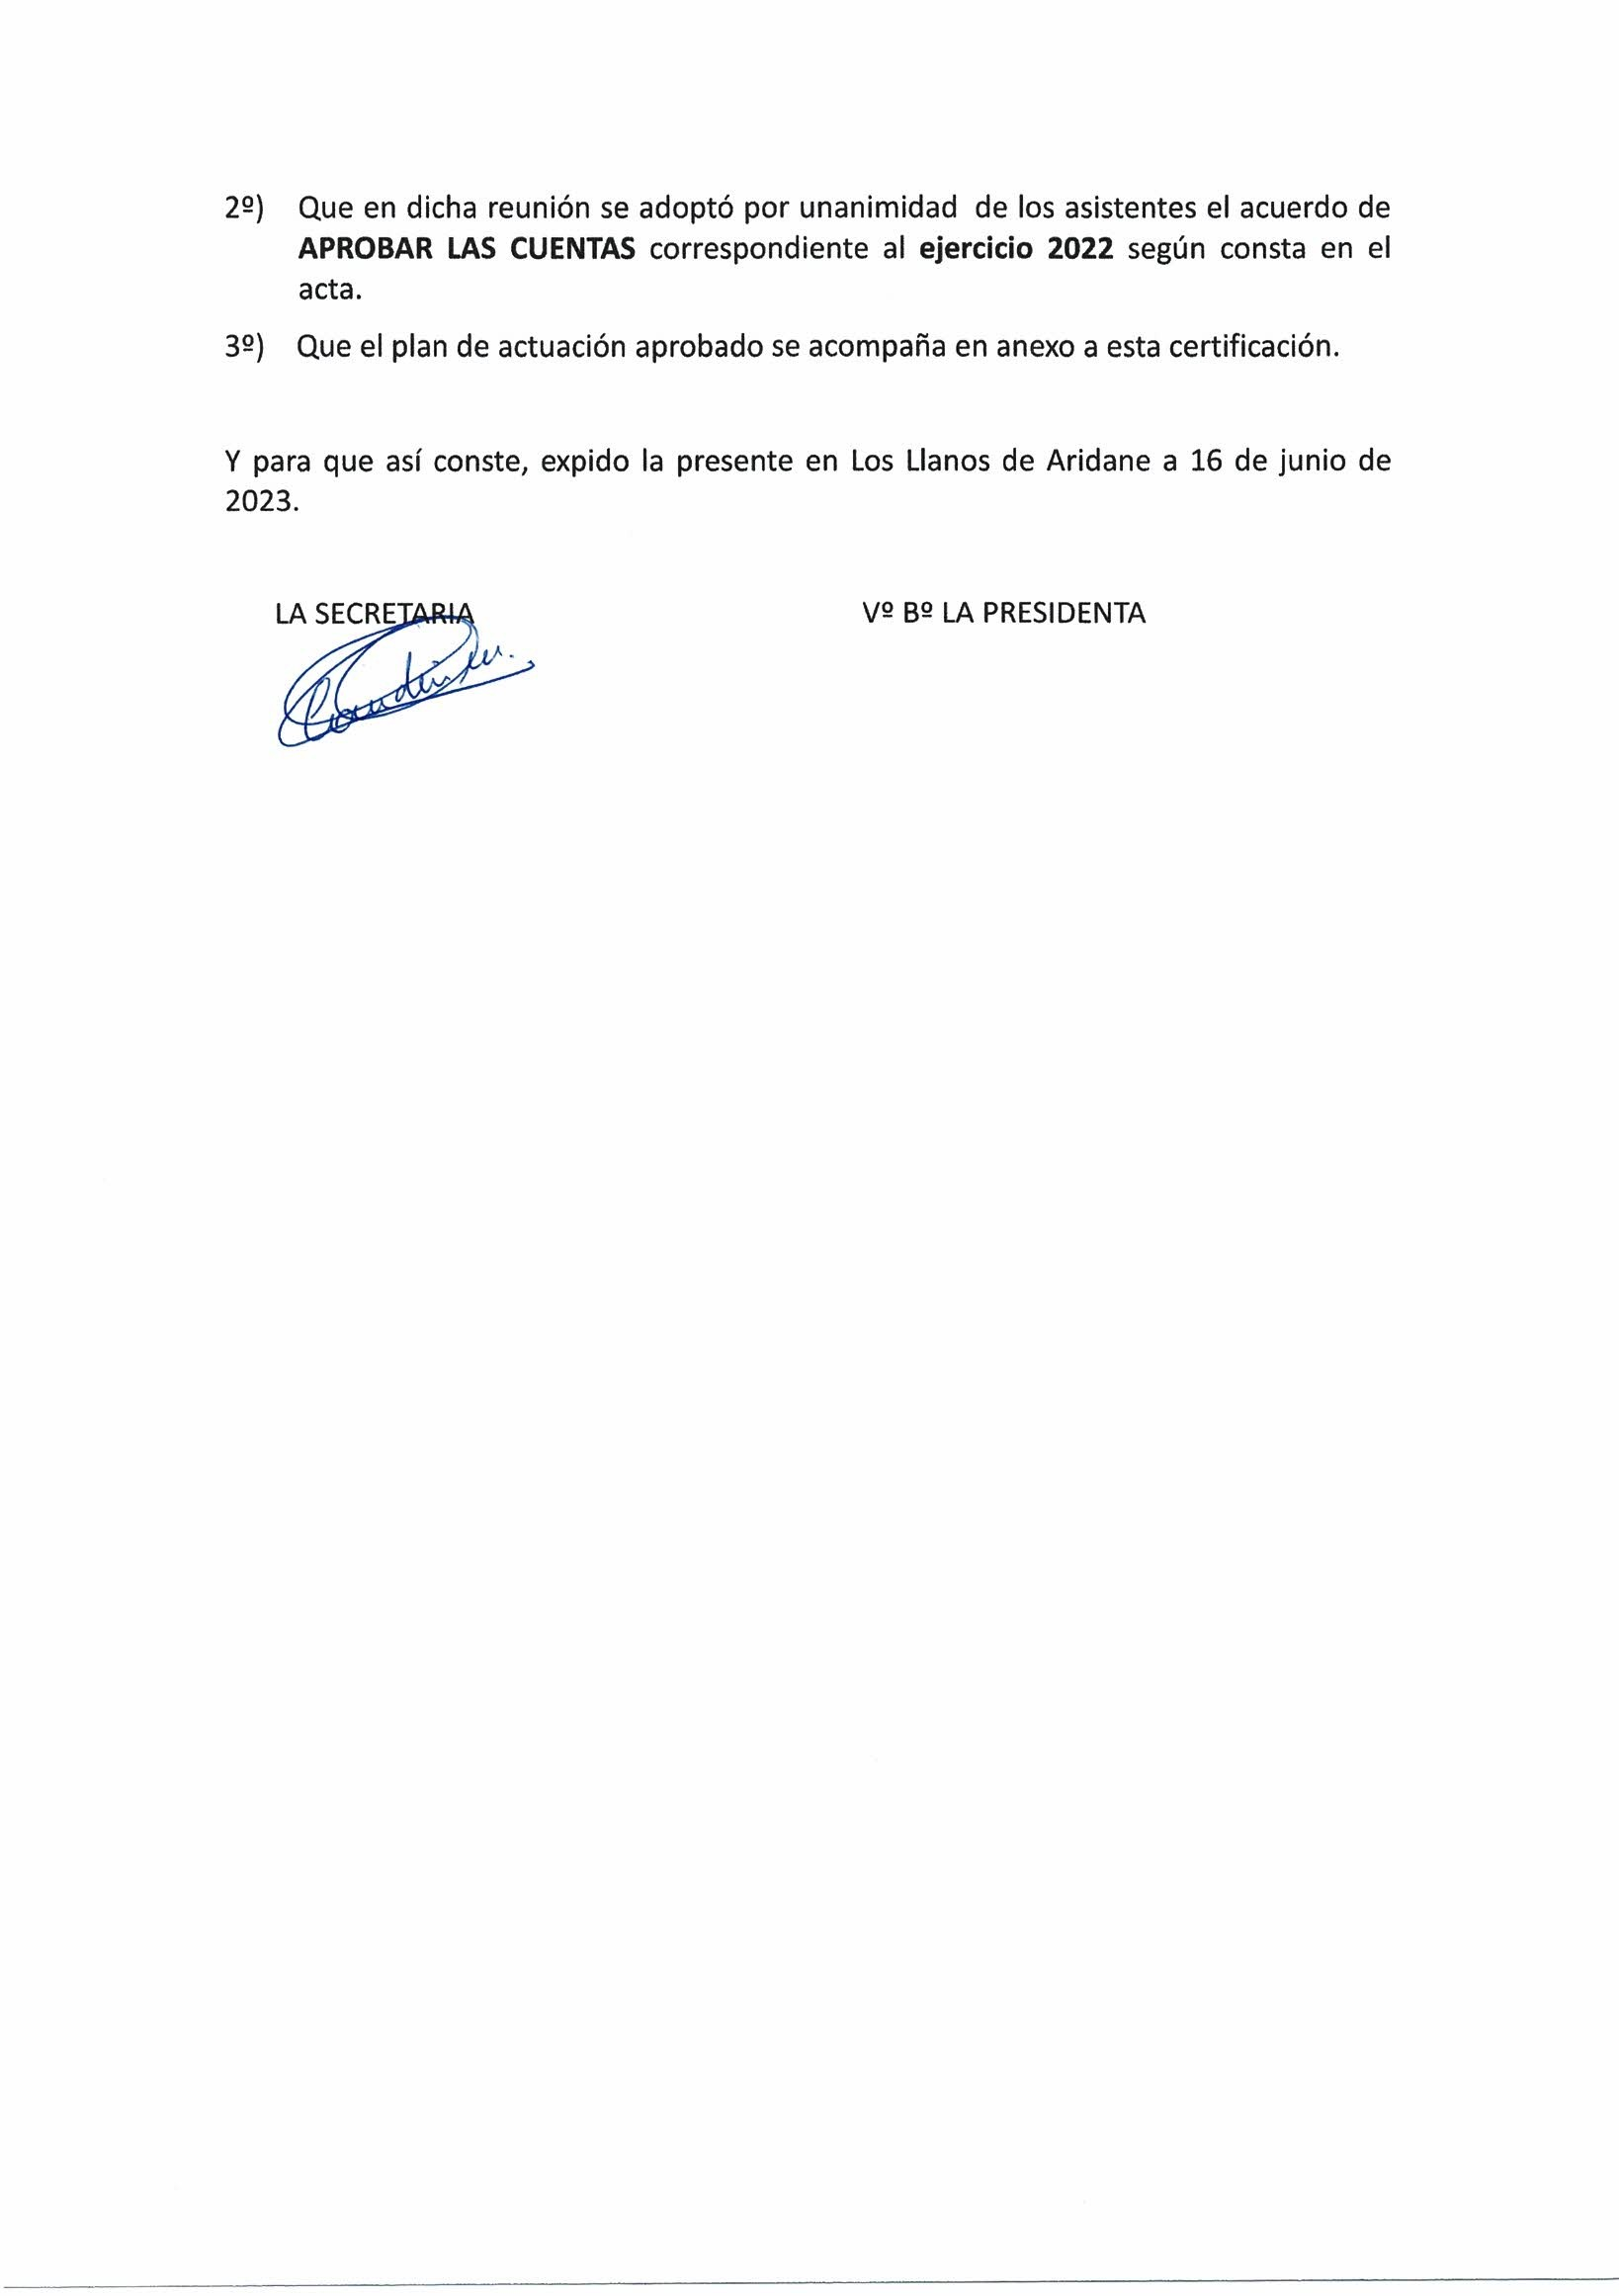 2º) Que en dicha reunión se adoptó por unanimidad de los asistentes el acuerdo de
APROBAR LAS CUENTAS correspondiente al ejercicio 2022 según consta en el
acta.
3º) Que el plan de actuación aprobado se acompaña en anexo a esta certificación.
Y para que así conste, expido la presente en Los Llanos de Aridane a 16 de junio de
2023.
LA SECRETARIA Vº Bº LA PRESIDENTA